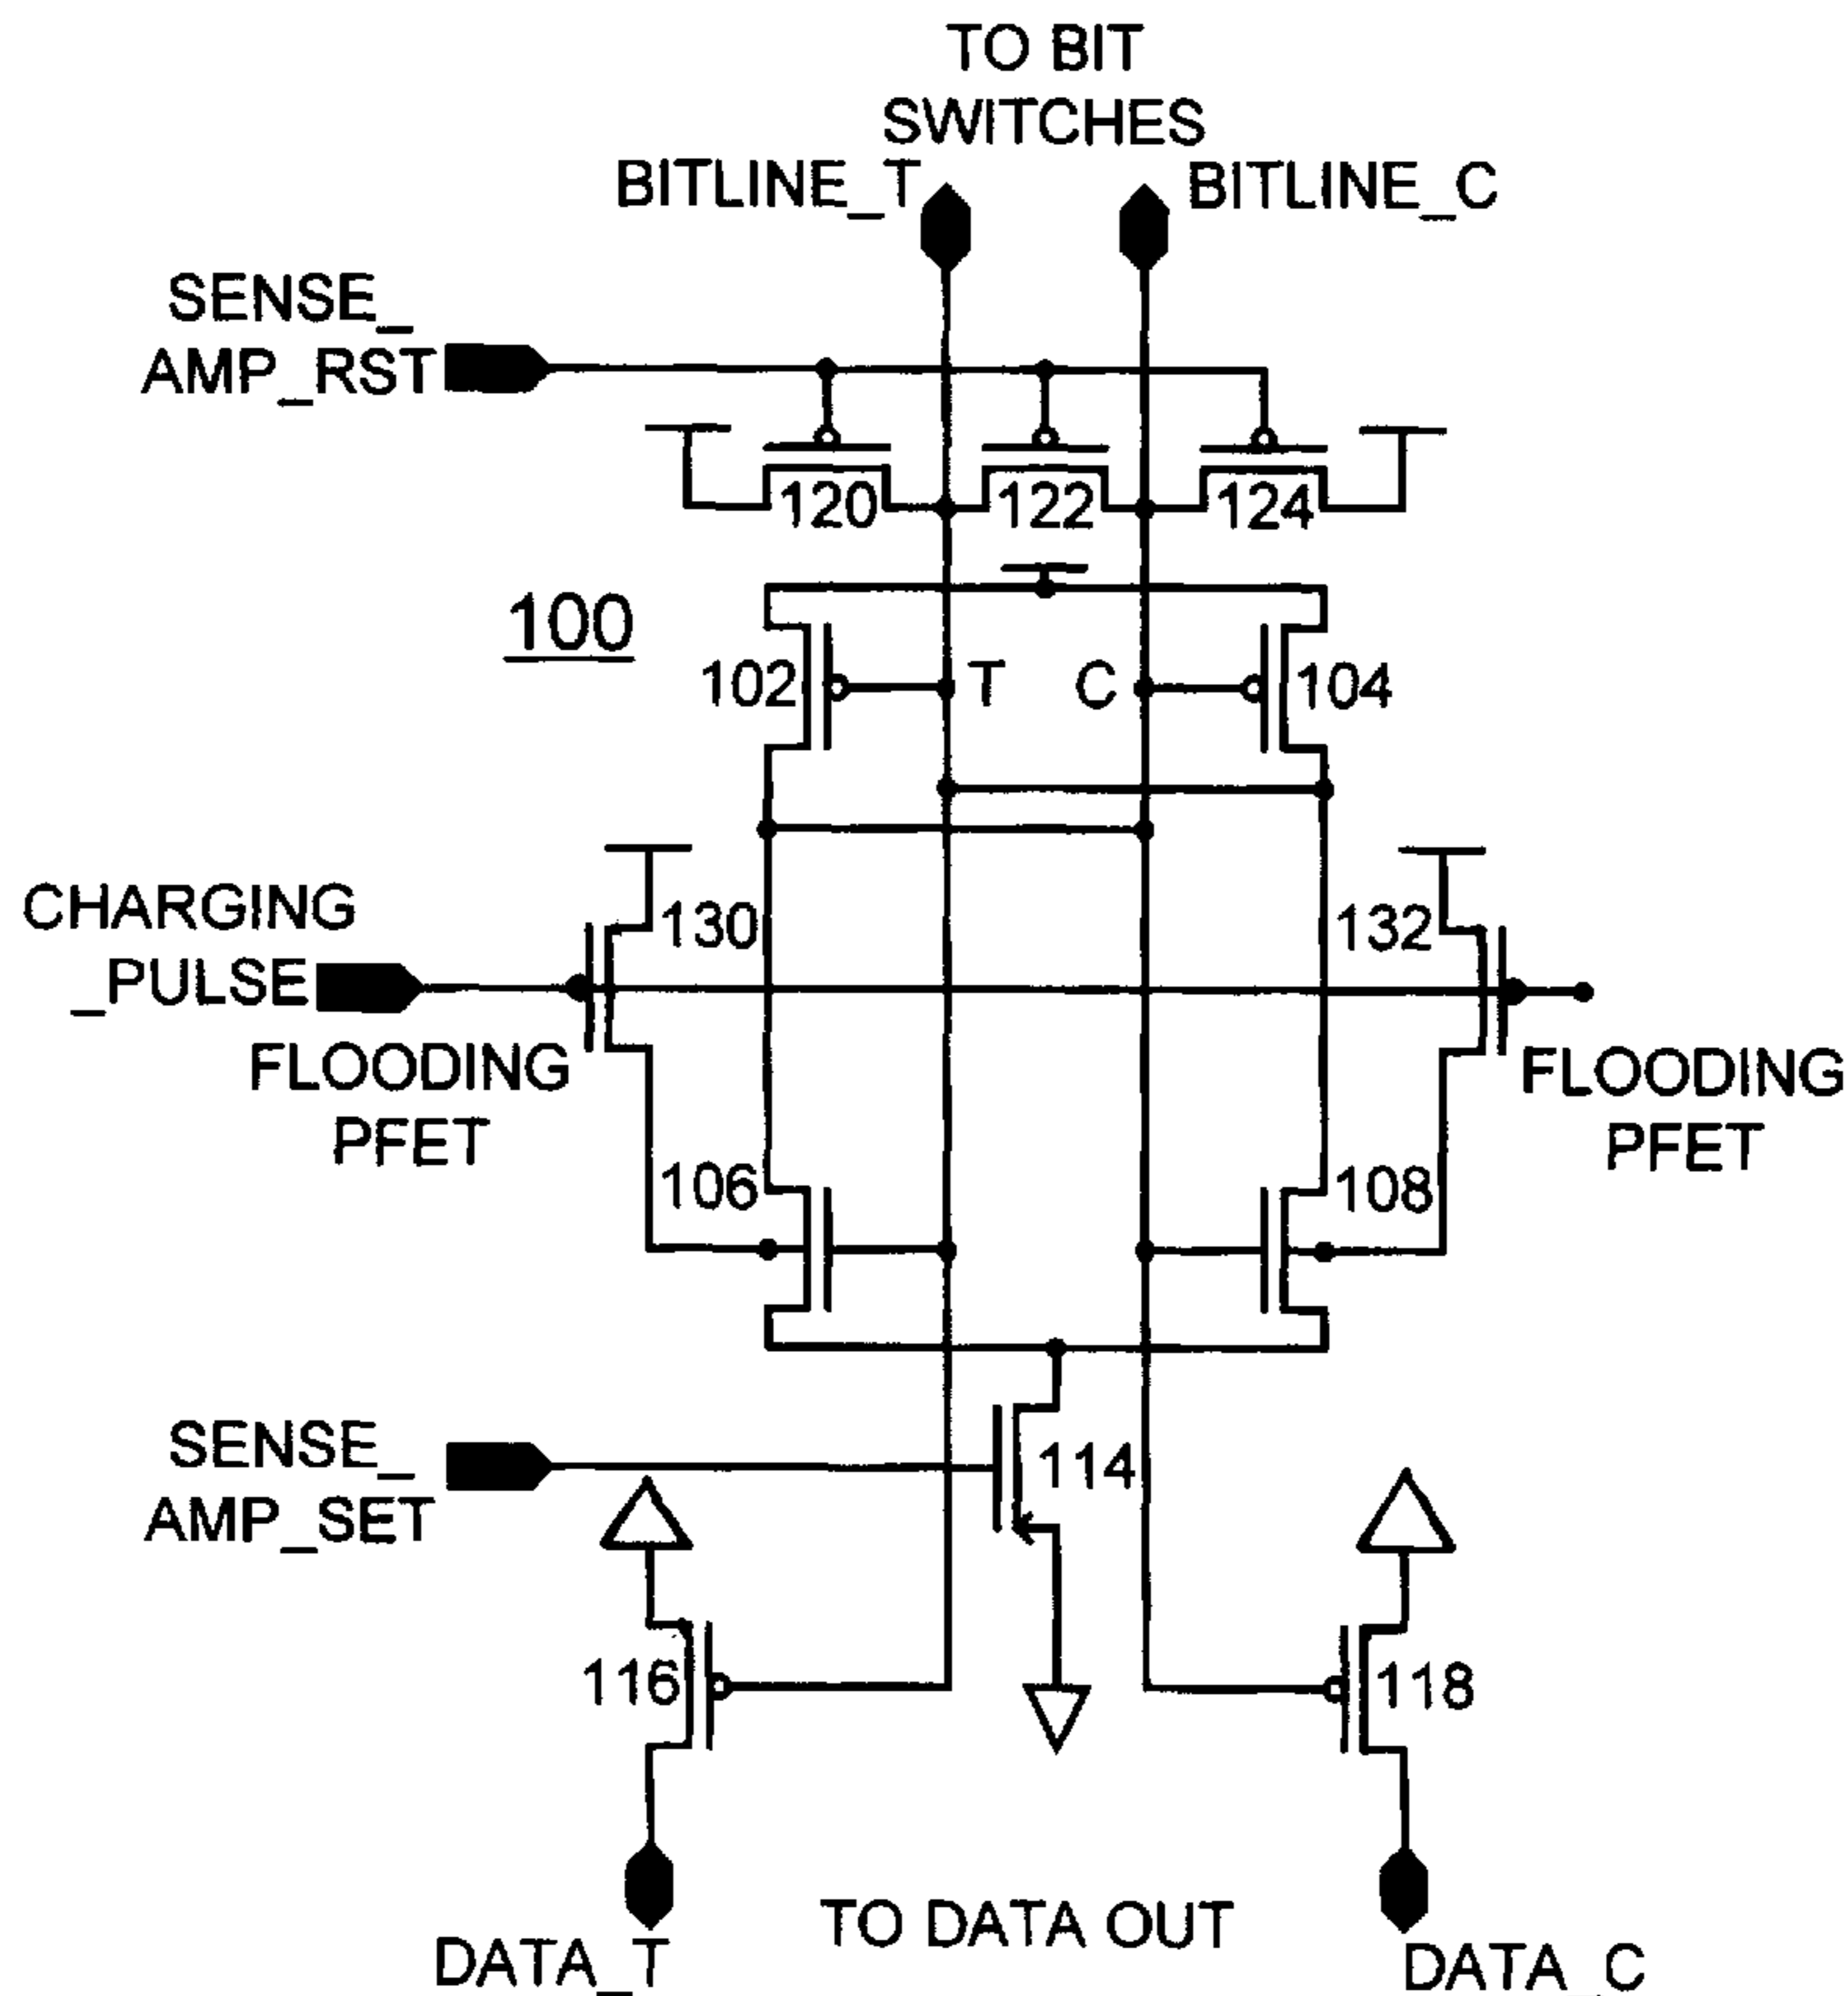 TO BIT
SWITCHES
BITLINE_T
BITLINE_C
SENSE_
AMP_RST
120
122
124
100
102
T
C
104
CHARGING
_PULSE
130
132
FLOODING
PFET
FLOODING
PFET
106
108
SENSE_
AMP_SET
114
116
118
TO DATA OUT
DATA_T
DATA_C